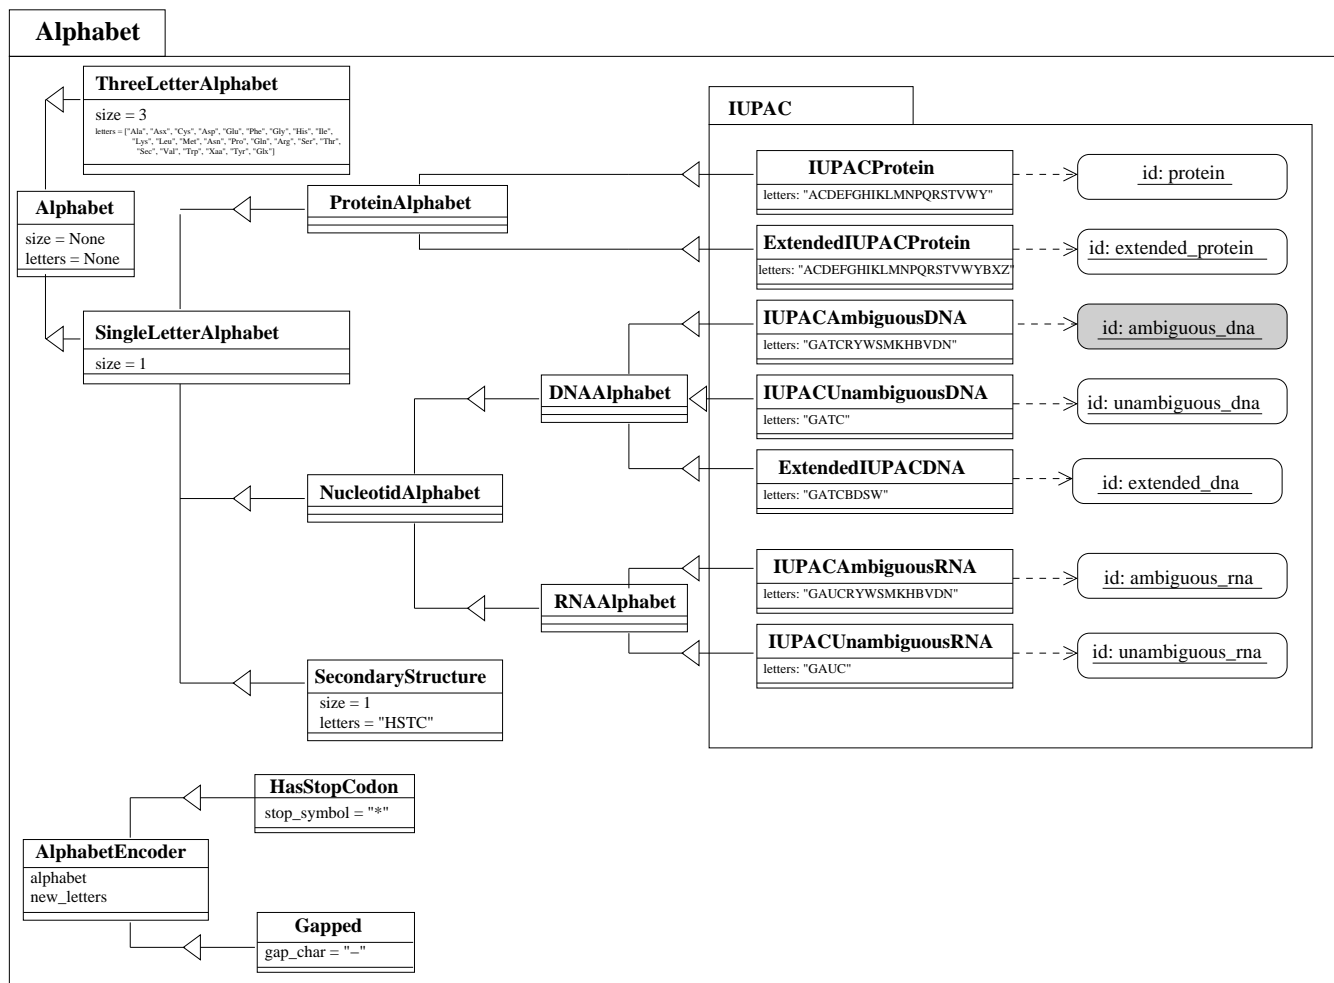 Alphabet
ThreeLetterAlphabet
size = 3
letters = ["Ala", "Asx", "Cys", "Asp", "Glu", "Phe", "Gly", "His", "Ile",
"Lys", "Leu", "Met", "Asn", "Pro", "Gln", "Arg", "Ser", "Thr",
"Sec", "Val", "Trp", "Xaa", "Tyr", "Glx"]
Alphabet
size = None
letters = None
SingleLetterAlphabet
size = 1
ProteinAlphabet
NucleotidAlphabet
SecondaryStructure
size = 1
letters = "HSTC"
DNAAlphabet
RNAAlphabet
IUPAC
IUPACProtein
letters: "ACDEFGHIKLMNPQRSTVWY"
id: protein
ExtendedIUPACProtein
letters: "ACDEFGHIKLMNPQRSTVWYBXZ"
id: extended_protein
IUPACAmbiguousDNA
letters: "GATCRYWSMKHBVDN"
id: ambiguous_dna
IUPACUnambiguousDNA
letters: "GATC"
id: unambiguous_dna
ExtendedIUPACDNA
letters: "GATCBDSW"
id: extended_dna
IUPACAmbiguousRNA
letters: "GAUCRYWSMKHBVDN"
id: ambiguous_rna
IUPACUnambiguousRNA
letters: "GAUC"
id: unambiguous_rna
HasStopCodon
stop_symbol = "*"
AlphabetEncoder
alphabet
new_letters
Gapped
gap_char = "−"